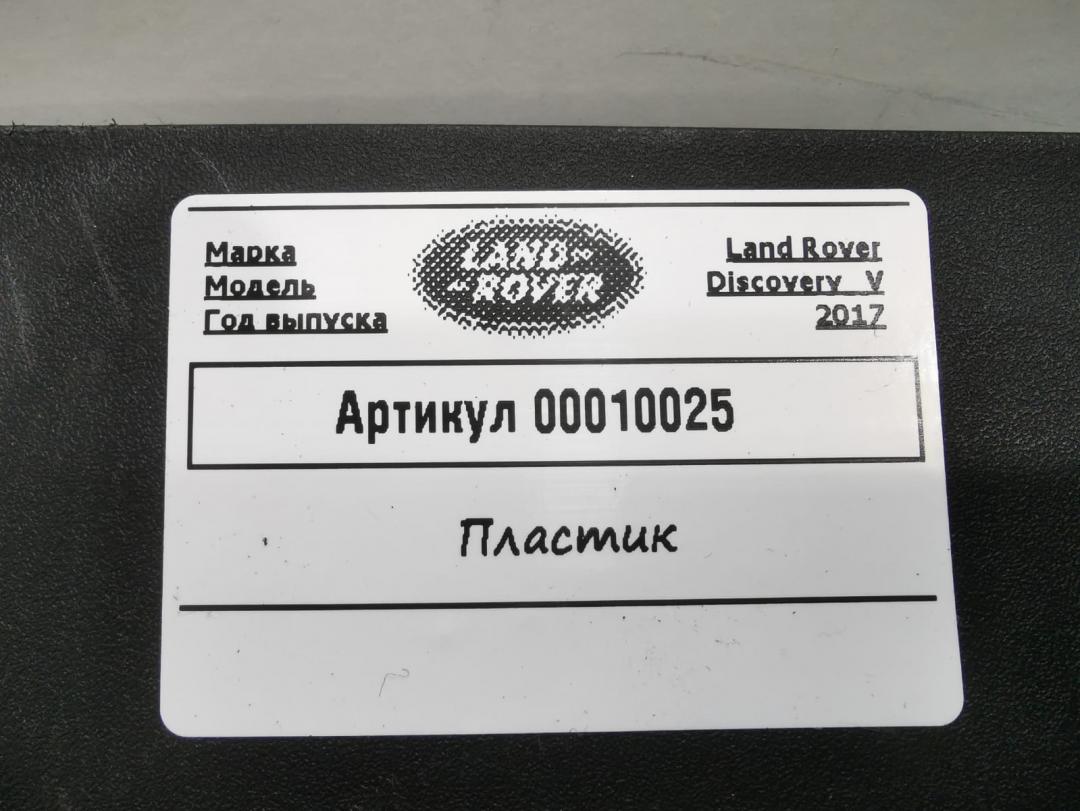 Марка LAND ROVER Land Rover
Модель Discovery V
Год выпуска 2017
Артикул 00010025
Пластик